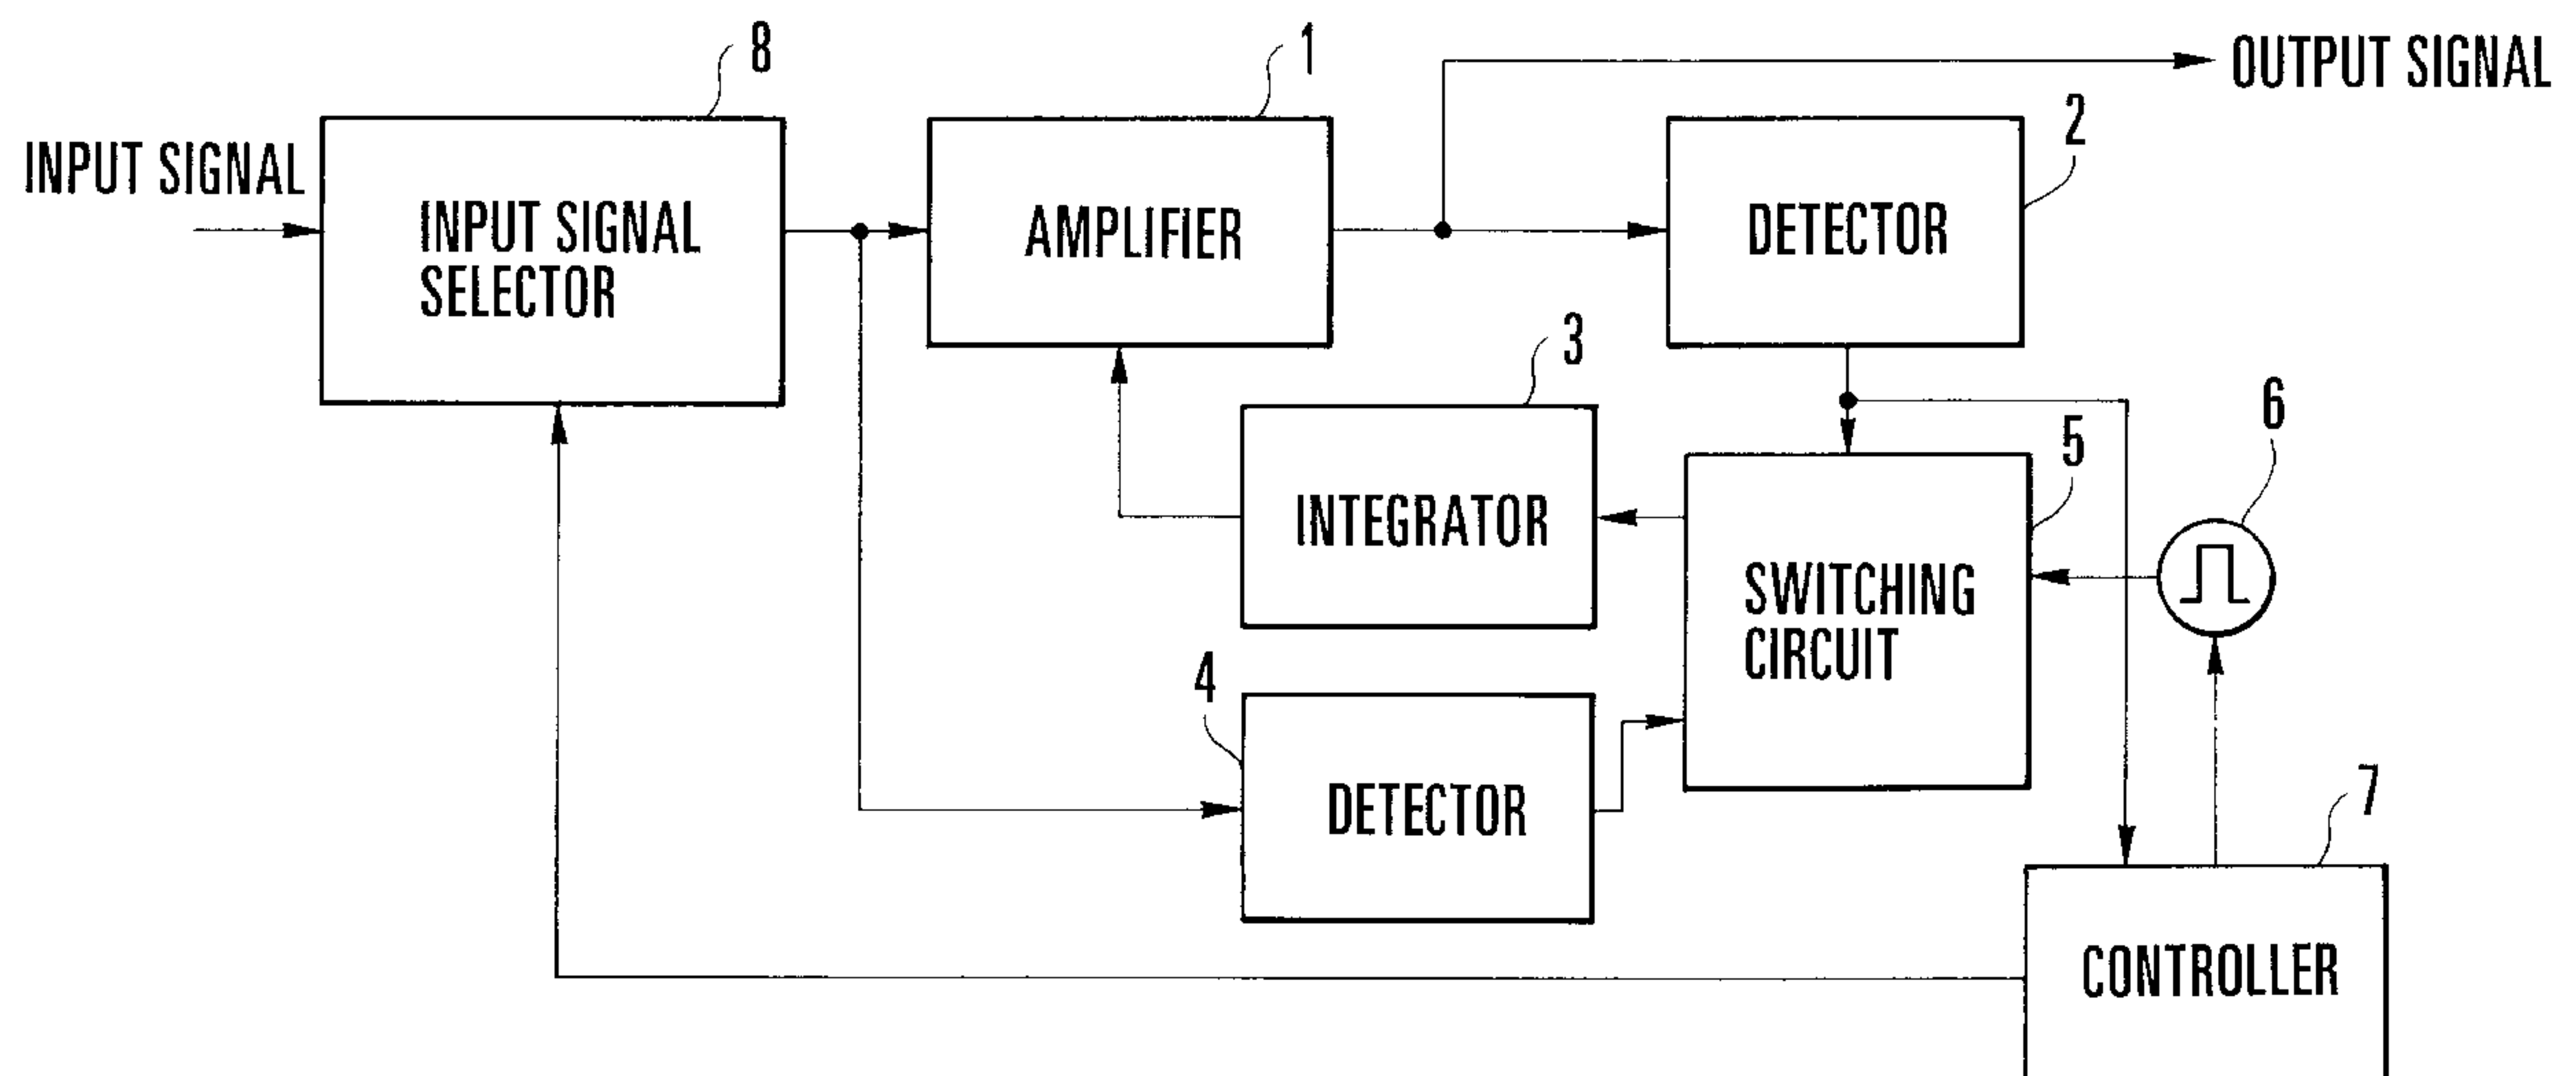 8
1
OUTPUT SIGNAL
INPUT SIGNAL
2
INPUT SIGNAL
SELECTOR
AMPLIFIER
DETECTOR
3
6
5
INTEGRATOR
SWITCHING
CIRCUIT
4
DETECTOR
7
CONTROLLER